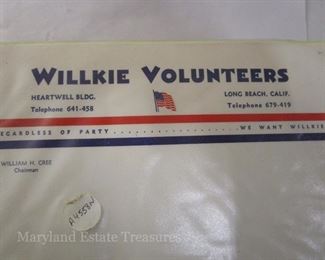 WILLKIE VOLUNTEERS
HEARTWELL BLDG.
Telephone 641-458
LONG BEACH, CALIF.
Telephone 679-419
REGARDLESS OF PARTY . . . . . . . . . . . . . . . . . . . . WE WANT WILLKIE
WILLIAM H. CREE
Chairman
A4558N
Maryland Estate Treasures